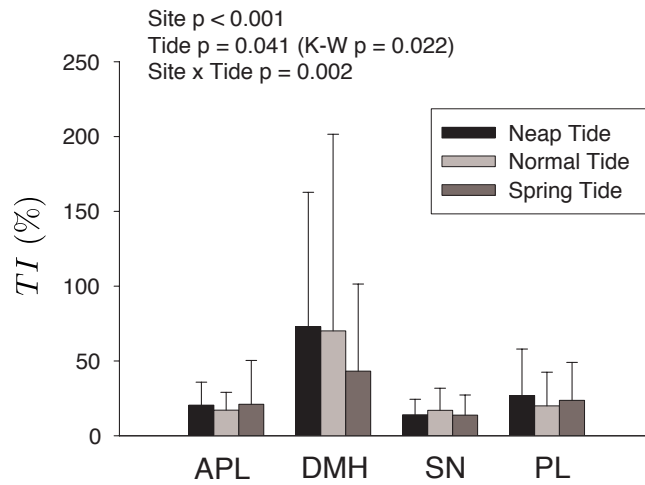 Site p < 0.001
Tide p = 0.041 (K-W p = 0.022)
Site x Tide p = 0.002
250
200
150
100
50
0
TI (%)
Neap Tide
Normal Tide
Spring Tide
APL DMH SN PL